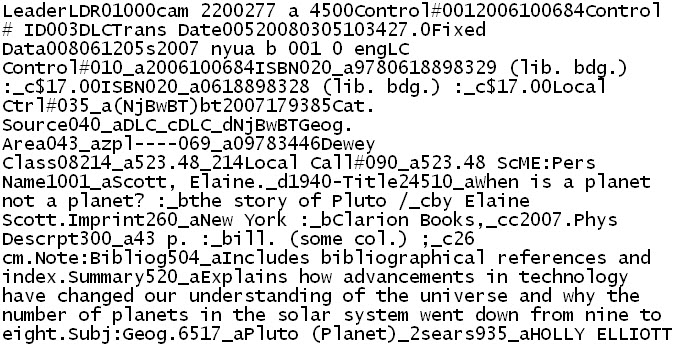 LeaderLDR01000cam 2200277 a 4500Control#0012006100684Control
# ID003DLCTrans Date00520080305103427.0Fixed
Data008061205s2007 nyua b 001 0 engLC
Control#010_a2006100684ISBN020_a9780618898329 (lib. bdg.)
:_c$17.00ISBN020_a0618898328 (lib. bdg.) :_c$17.00Local
Ctrl#035_a(NjBwBT)bt2007179385Cat.
Source040_aDLC_cDLC_dNjBwBTGeog.
Area043_azpl----069_a09783446Dewey
Class08214_a523.48_214Local Call#090_a523.48 ScME:Pers
Name1001_aScott, Elaine._d1940-Title24510_aWhen is a planet
not a planet? :_bthe story of Pluto /_cby Elaine
Scott.Imprint260_aNew York :_bClarion Books,_cc2007.Phys
Descrpt300_a43 p. :_bill. (some col.) ;_c26
cm.Note:Bibliog504_aIncludes bibliographical references and
index.Summary520_aExplains how advancements in technology
have changed our understanding of the universe and why the
number of planets in the solar system went down from nine to
eight.Subj:Geog.6517_aPluto (Planet)_2sears935_aHOLLY ELLIOTT